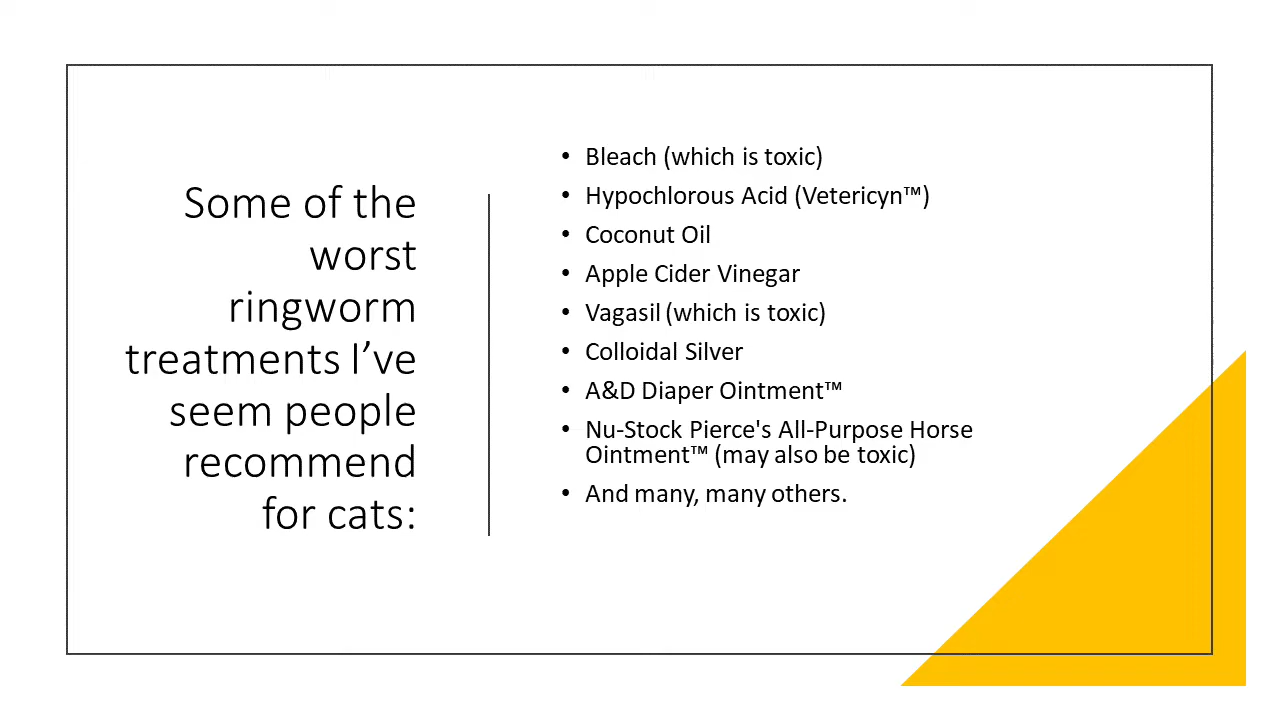 Some of the
worst
ringworm
treatments I’ve
seem people
recommend
for cats:
• Bleach (which is toxic)
• Hypochlorous Acid (Vetericyn™)
• Coconut Oil
• Apple Cider Vinegar
• Vagasil (which is toxic)
• Colloidal Silver
• A&D Diaper Ointment™
• Nu-Stock Pierce's All-Purpose Horse
Ointment™ (may also be toxic)
• And many, many others.